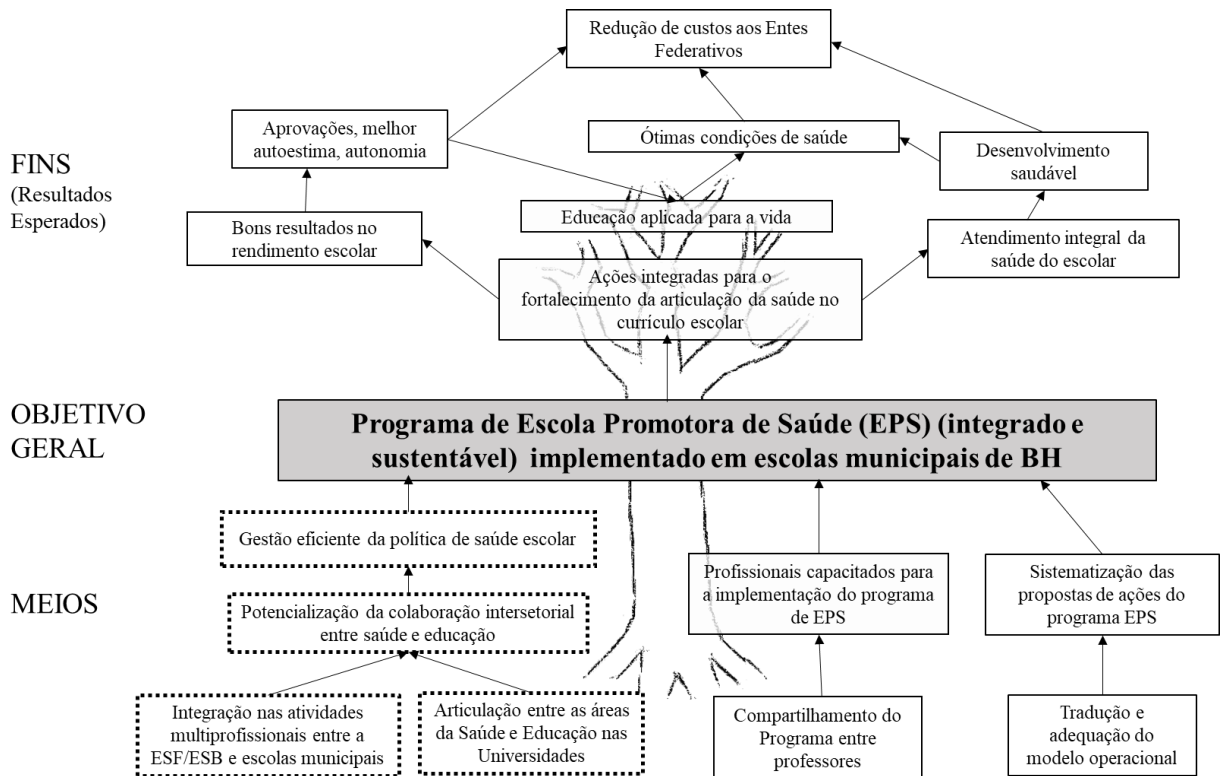 Redução de custos aos Entes
Federativos
Aprovações, melhor
autoestima, autonomia
Ótimas condições de saúde
Desenvolvimento
saudável
FINS
(Resultados
Esperados)
Educação aplicada para a vida
Bons resultados no
rendimento escolar
Atendimento integral da
saúde do escolar
Ações integradas para o
fortalecimento da articulação da saúde no
currículo escolar
OBJETIVO
GERAL
Programa de Escola Promotora de Saúde (EPS) (integrado e
sustentável) implementado em escolas municipais de BH
Gestão eficiente da política de saúde escolar
MEIOS
Potencialização da colaboração intersetorial
entre saúde e educação
Profissionais capacitados para
a implementação do programa
de EPS
Sistematização das
propostas de ações do
programa EPS
Integração nas atividades
multiprofissionais entre a
ESF/ESB e escolas municipais
Articulação entre as áreas
da Saúde e Educação nas
Universidades
Compartilhamento do
Programa entre
professores
Tradução e
adequação do
modelo operacional